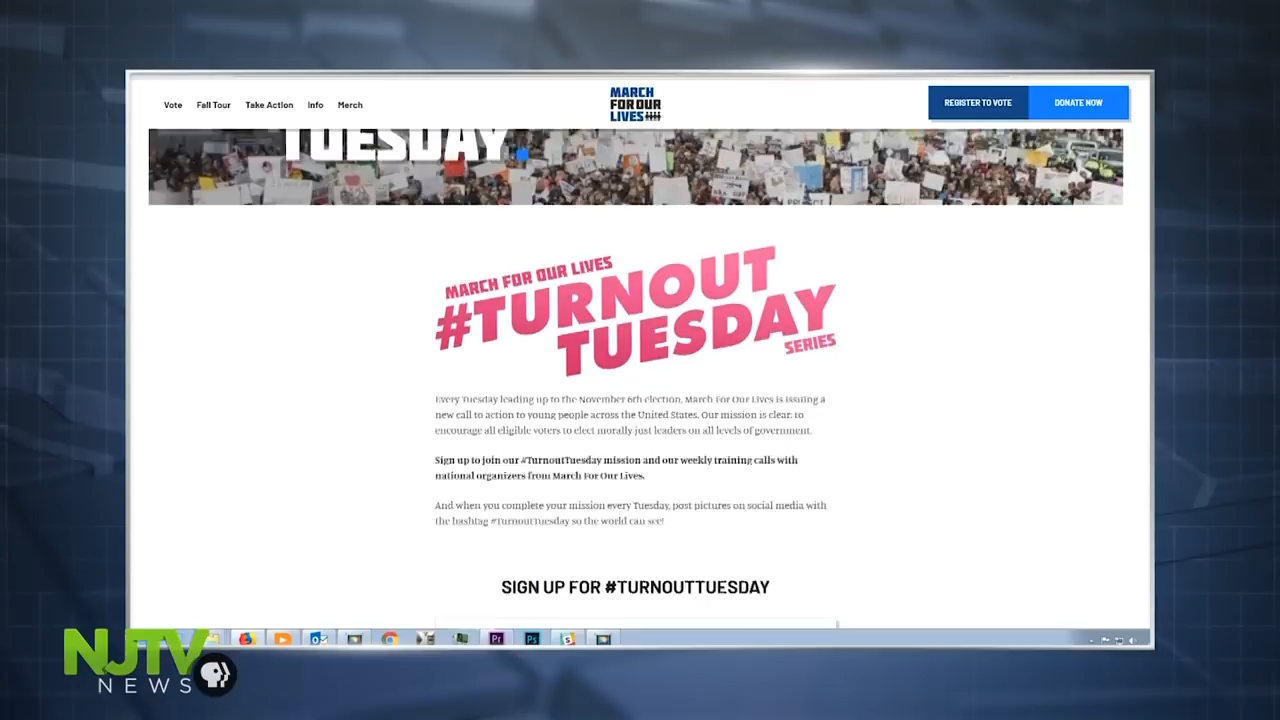 Vote Fall Tour Take Action Info Merch
MARCH
FOR OUR
LIVES
REGISTER TO VOTE DONATE NOW
TUESDAY.
MARCH FOR OUR LIVES
#TURNOUT
TUESDAY
SERIES
Every Tuesday leading up to the November 6th election, March For Our Lives is issuing a
new call to action to young people across the United States. Our mission is clear: to
encourage all eligible voters to elect morally just leaders on all levels of government.
Sign up to join our #TurnoutTuesday mission and our weekly training calls with
national organizers from March For Our Lives.
And when you complete your mission every Tuesday, post pictures on social media with
the hashtag #TurnoutTuesday so the world can see!
SIGN UP FOR #TURNOUTTUESDAY
Pr Ps
NJTV
NEWS